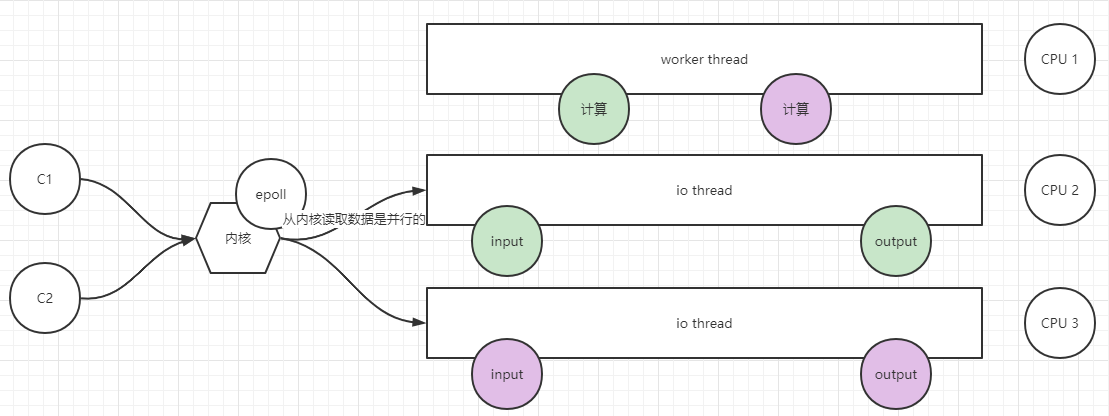 worker thread
CPU 1
计算
计算
C1
epoll
io thread
CPU 2
从内核读取数据是并行的
内核
input
output
C2
io thread
CPU 3
input
output